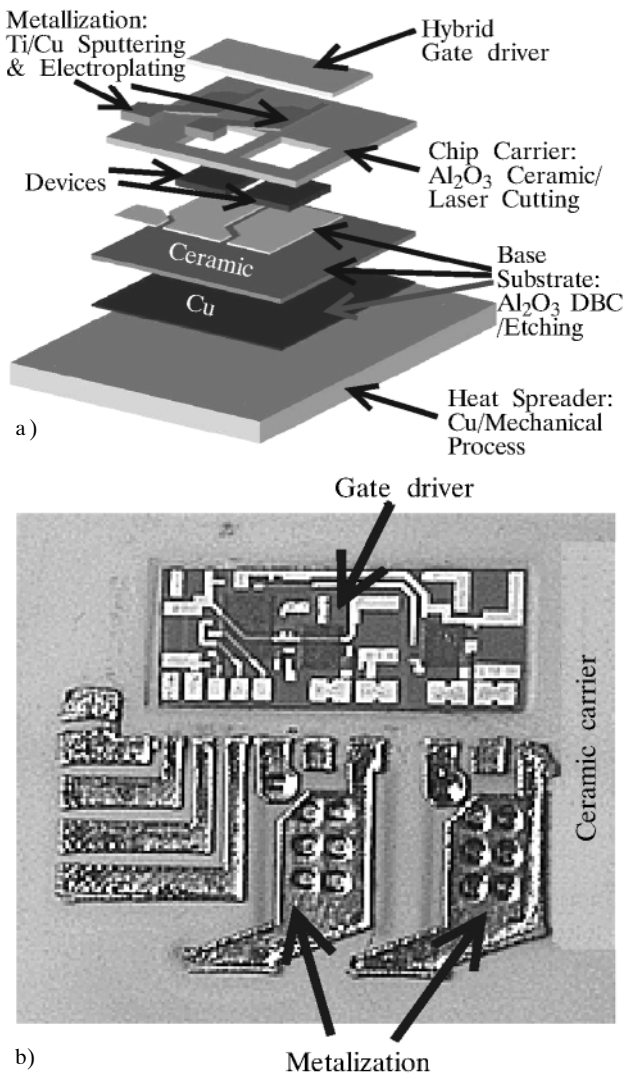 Metallization:
Ti/Cu Sputtering
& Electroplating
Hybrid
Gate driver
Devices
Chip Carrier:
Al2O3 Ceramic/
Laser Cutting
Ceramic
Base
Substrate:
Al2O3 DBC
/Etching
Cu
Heat Spreader:
Cu/Mechanical
Process
a)
Gate driver
Ceramic carrier
b)
Metalization